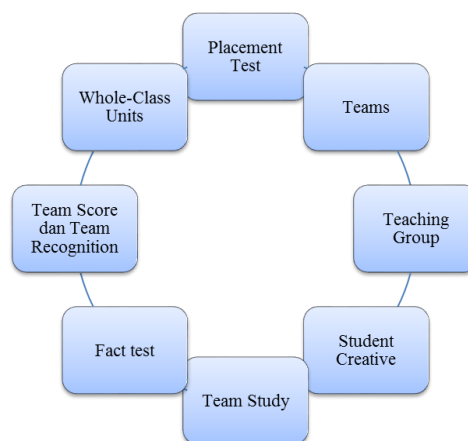 Placement
Test
Teams
Teaching
Group
Student
Creative
Team Study
Fact test
Team Score
dan Team
Recognition
Whole-Class
Units